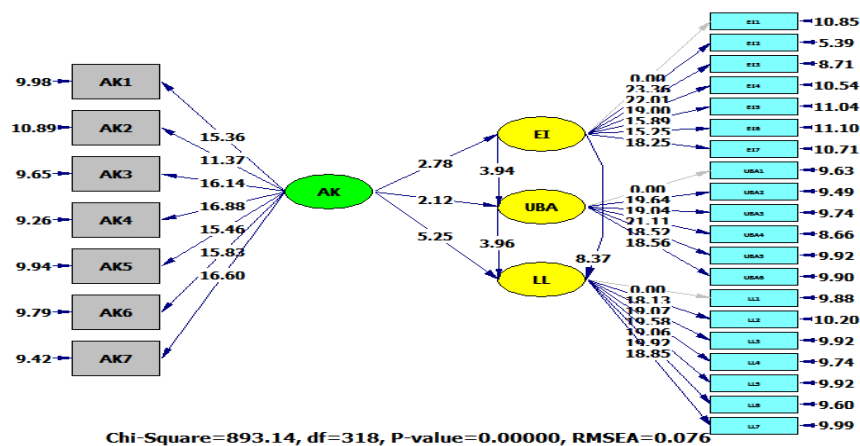 EI1 10.85
EI2 5.39
9.98 AK1
EI3 8.71
0.00
23.36
EI4 10.54
22.01
19.00
EI5 11.04
10.89 AK2
15.89
EI6 11.10
15.36
EI
15.25
18.25
EI7 10.71
11.37
2.78
9.65 AK3
16.14
3.94
UBA1 9.63
0.00
AK
19.64
UBA2 9.49
16.88
2.12
UBA
19.04
UBA3 9.74
9.26 AK4
21.11
UBA4 8.66
15.46
18.52
5.25
3.96
18.56
UBA5 9.92
15.83
8.37
9.94 AK5
16.60
LL
UBA6 9.90
0.00
LL1 9.88
18.13
19.07
LL2 10.20
9.79 AK6
19.58
LL3 9.92
19.06
19.92
LL4 9.74
18.85
9.42 AK7
LL5 9.92
LL6 9.60
LL7 9.99
Chi-Square=893.14, df=318, P-value=0.00000, RMSEA=0.076